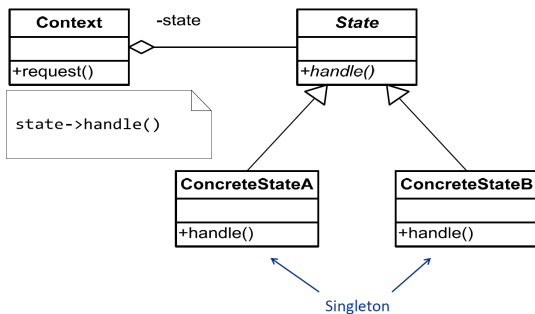 Context
-state
State
+request()
+handle()
state->handle()
ConcreteStateA
ConcreteStateB
+handle()
+handle()
Singleton